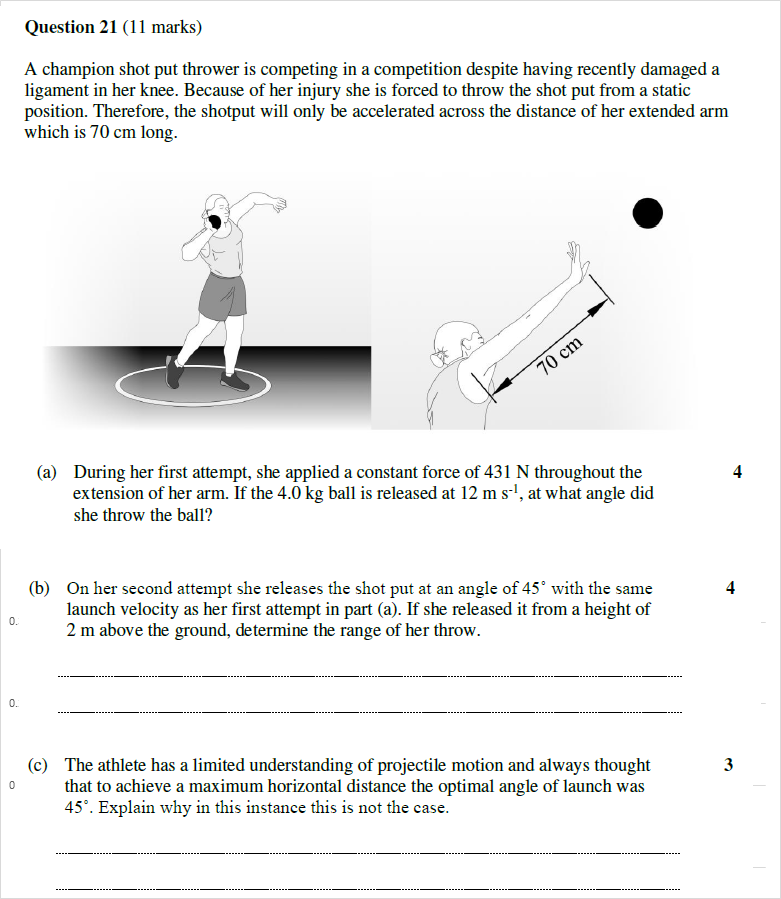 Question 21 (11 marks)
A champion shot put thrower is competing in a competition despite having recently damaged a
ligament in her knee. Because of her injury she is forced to throw the shot put from a static
position. Therefore, the shotput will only be accelerated across the distance of her extended arm
which is 70 cm long.
70 cm
(a) During her first attempt, she applied a constant force of 431 N throughout the 4
extension of her arm. If the 4.0 kg ball is released at 12 m s⁻¹, at what angle did
she throw the ball?
(b) On her second attempt she releases the shot put at an angle of 45° with the same 4
launch velocity as her first attempt in part (a). If she released it from a height of
0.
2 m above the ground, determine the range of her throw.
0.
(c) The athlete has a limited understanding of projectile motion and always thought 3
that to achieve a maximum horizontal distance the optimal angle of launch was
0
45°. Explain why in this instance this is not the case.